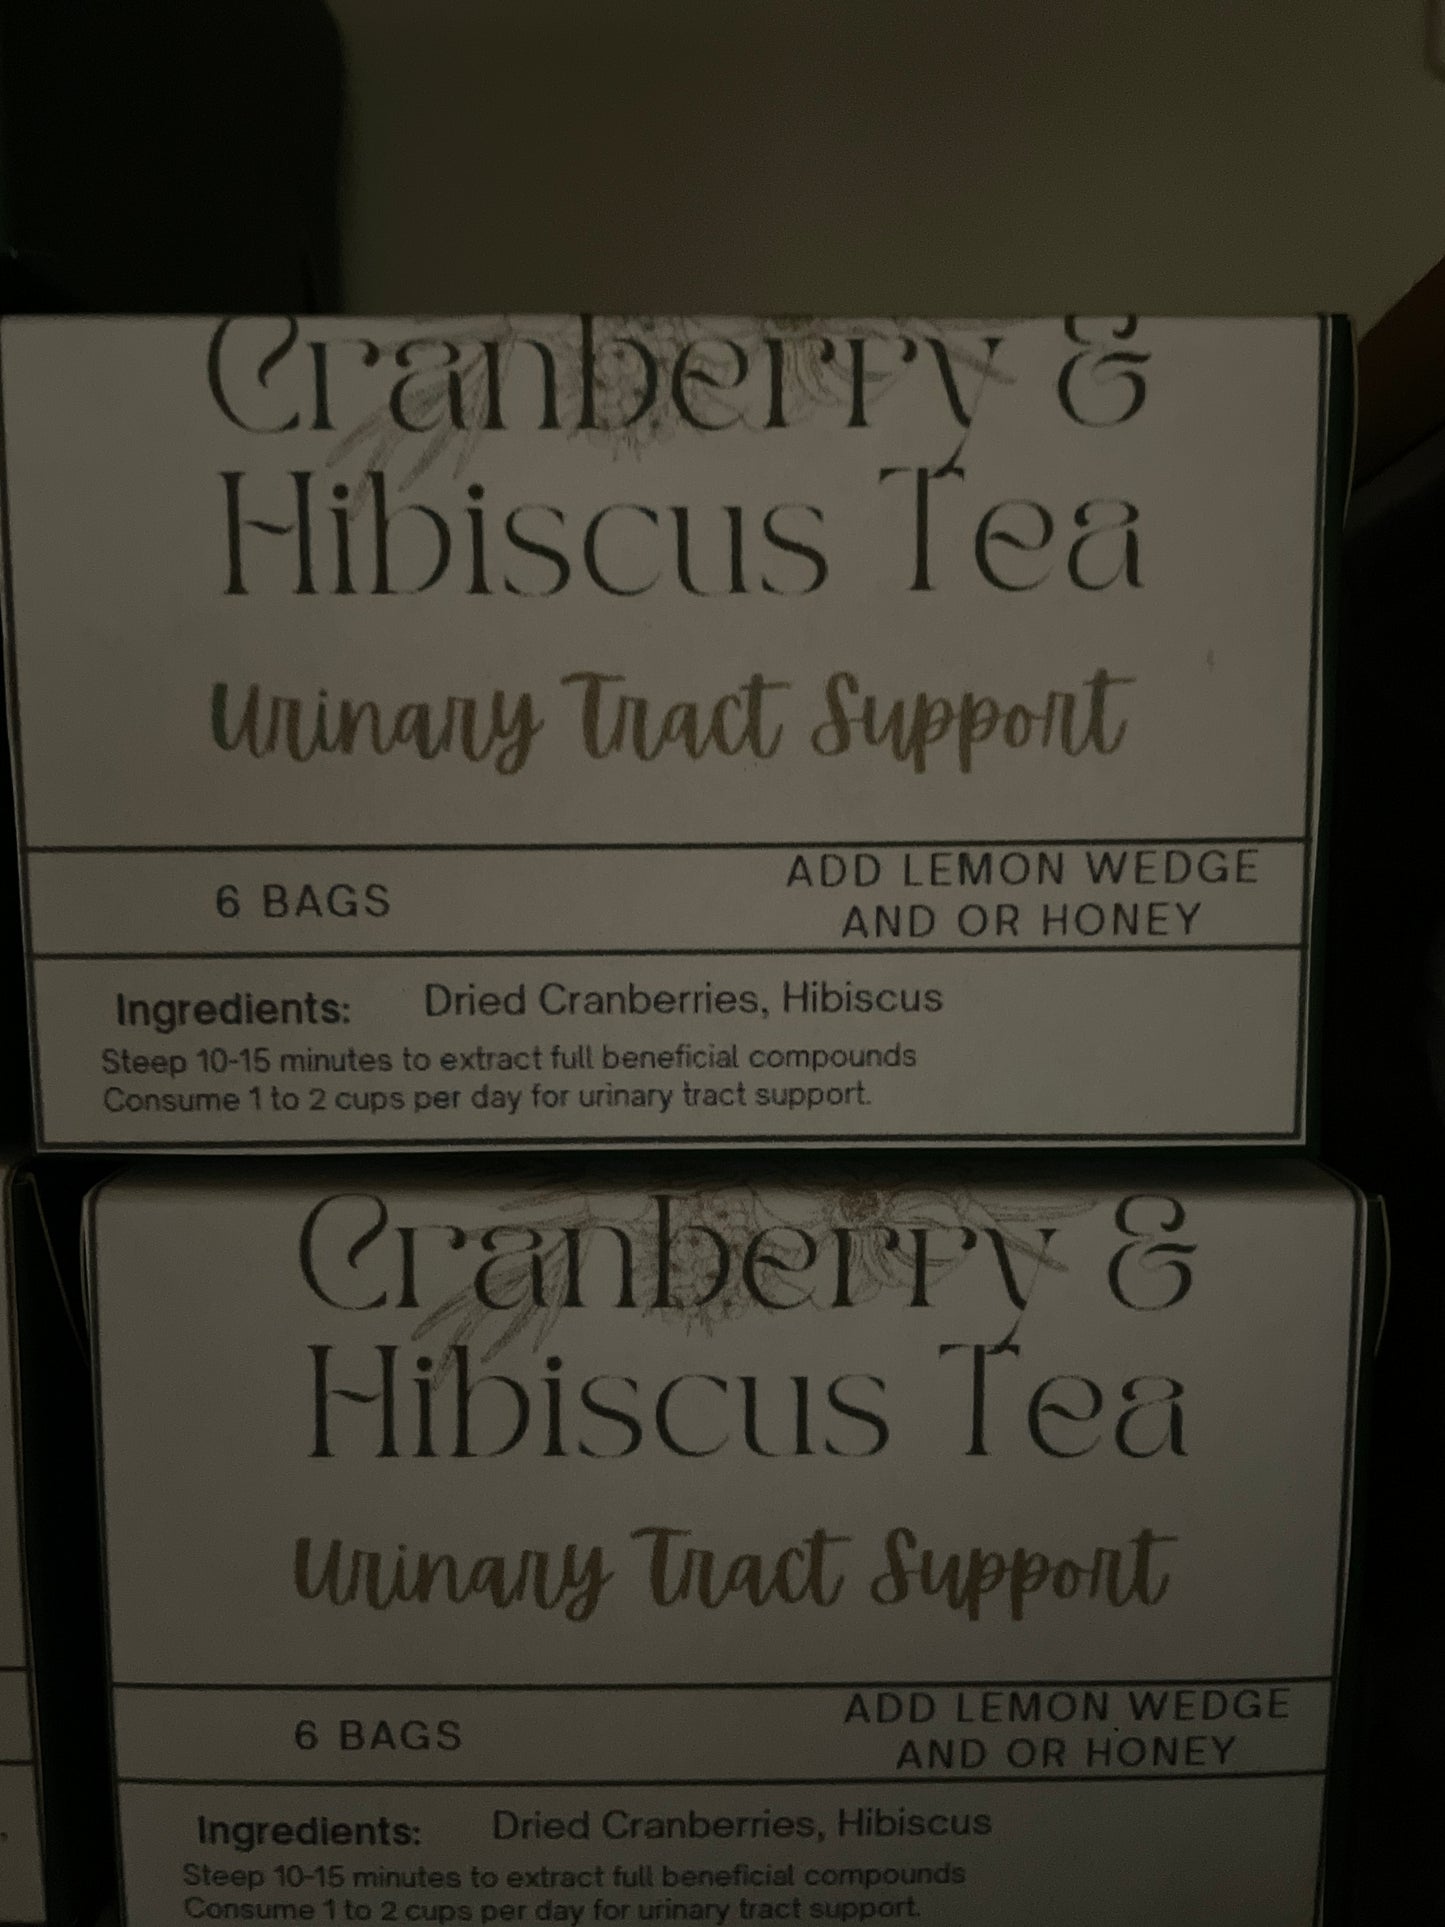 Cranberry &
Hibiscus Tea
Urinary Tract Support
6 BAGS
ADD LEMON WEDGE
AND OR HONEY
Ingredients: Dried Cranberries, Hibiscus
Steep 10-15 minutes to extract full beneficial compounds
Consume 1 to 2 cups per day for urinary tract support.
Cranberry &
Hibiscus Tea
Urinary Tract Support
6 BAGS
ADD LEMON WEDGE
AND OR HONEY
Ingredients: Dried Cranberries, Hibiscus
Steep 10-15 minutes to extract full beneficial compounds
Consume 1 to 2 cups per day for urinary tract support.